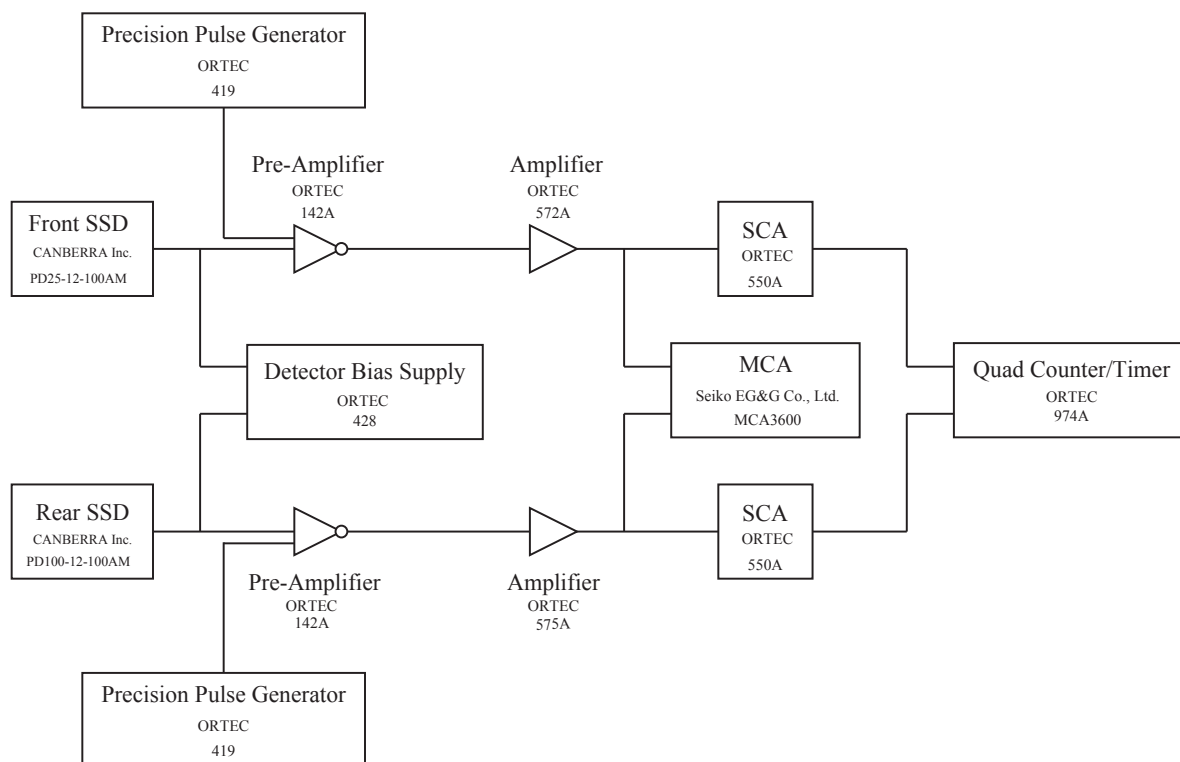 Precision Pulse Generator
ORTEC
419
Pre-Amplifier
ORTEC
142A
Amplifier
ORTEC
572A
Front SSD
CANBERRA Inc.
PD25-12-100AM
SCA
ORTEC
550A
Detector Bias Supply
ORTEC
428
MCA
Seiko EG&G Co., Ltd.
MCA3600
Quad Counter/Timer
ORTEC
974A
Rear SSD
CANBERRA Inc.
PD100-12-100AM
SCA
ORTEC
550A
Pre-Amplifier
ORTEC
142A
Amplifier
ORTEC
575A
Precision Pulse Generator
ORTEC
419